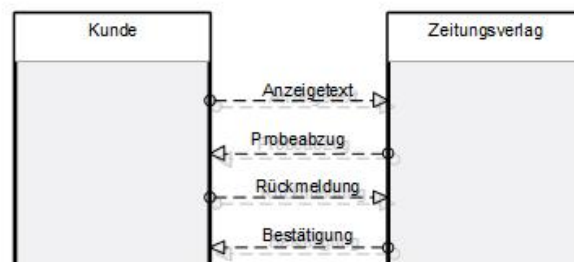 Kunde
Zeitungsverlag
Anzeigetext
Probeabzug
Rückmeldung
Bestätigung